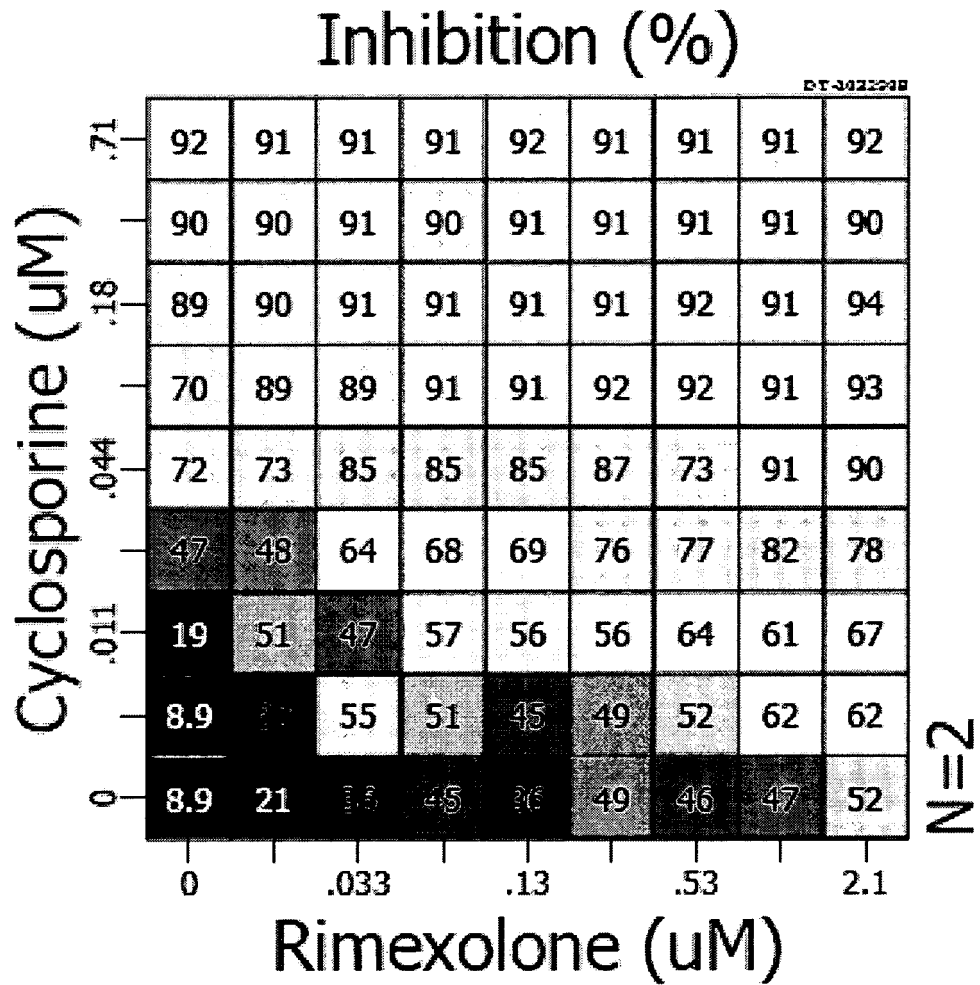 Inhibition (%)
.71 92 91 91 91 92 91 91 91 92
90 90 91 90 91 91 91 91 90
.18 89 90 91 91 91 91 92 91 94
70 89 89 91 91 92 92 91 93
.044 72 73 85 85 85 87 73 91 90
47 48 64 68 69 76 77 82 78
.011 19 51 47 57 56 56 64 61 67
8.9 55 51 45 49 52 62 62
0 8.9 21 45 36 49 46 47 52
0 .033 .13 .53 2.1
Rimexolone (uM)
Cyclosporine (uM)
N=2